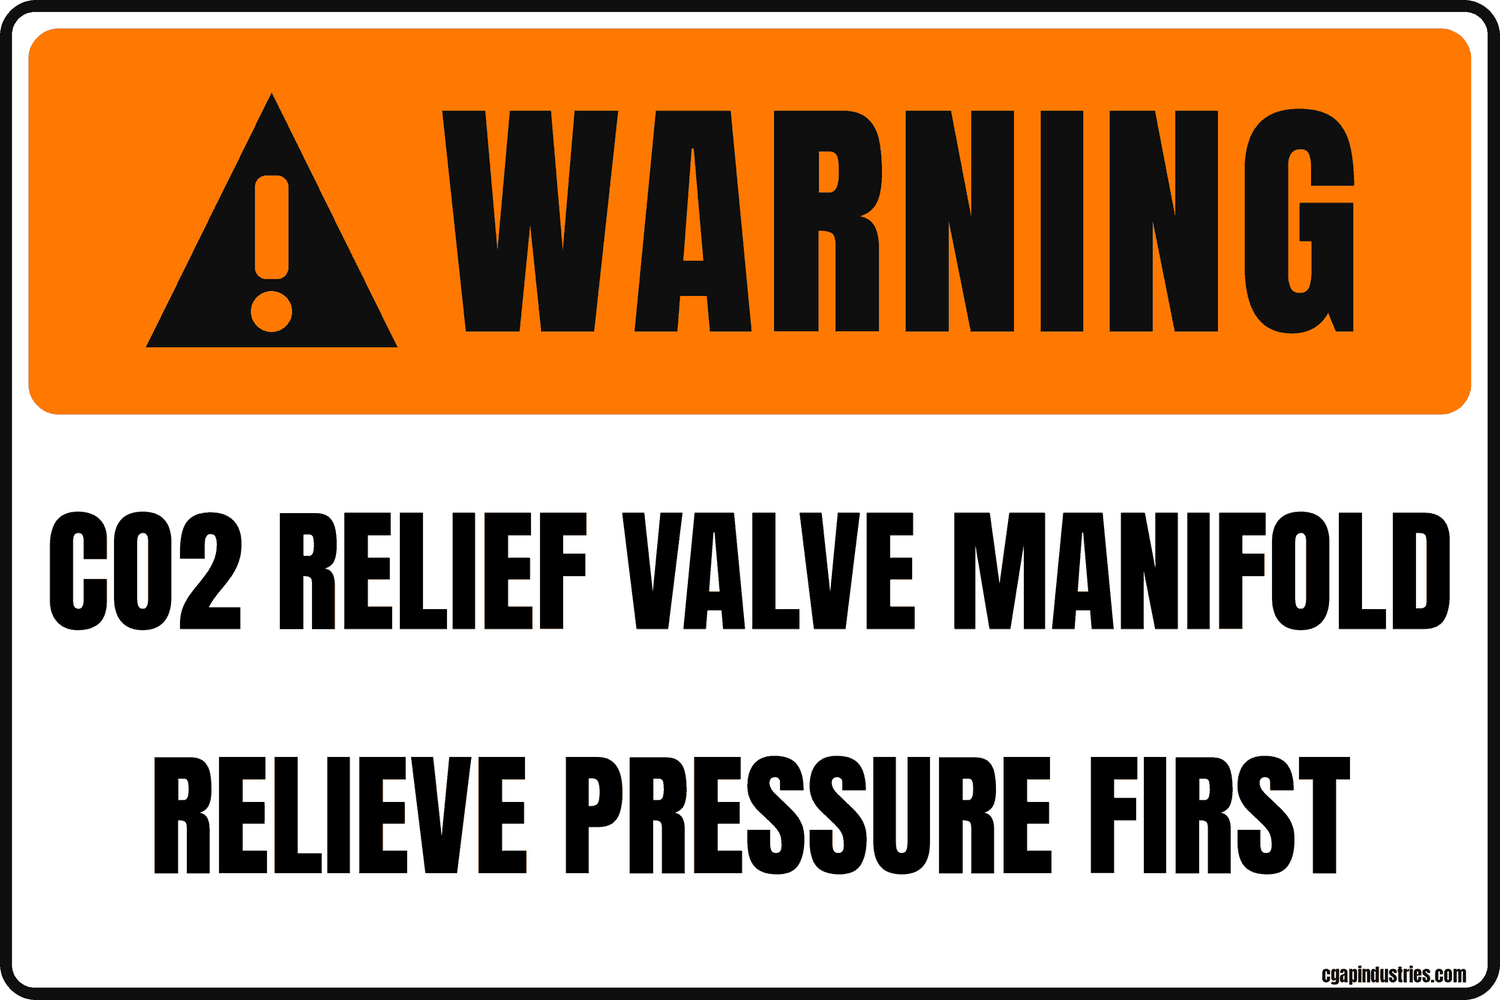 WARNING
CO2 RELIEF VALVE MANIFOLD
RELIEVE PRESSURE FIRST
cgapindustries.com